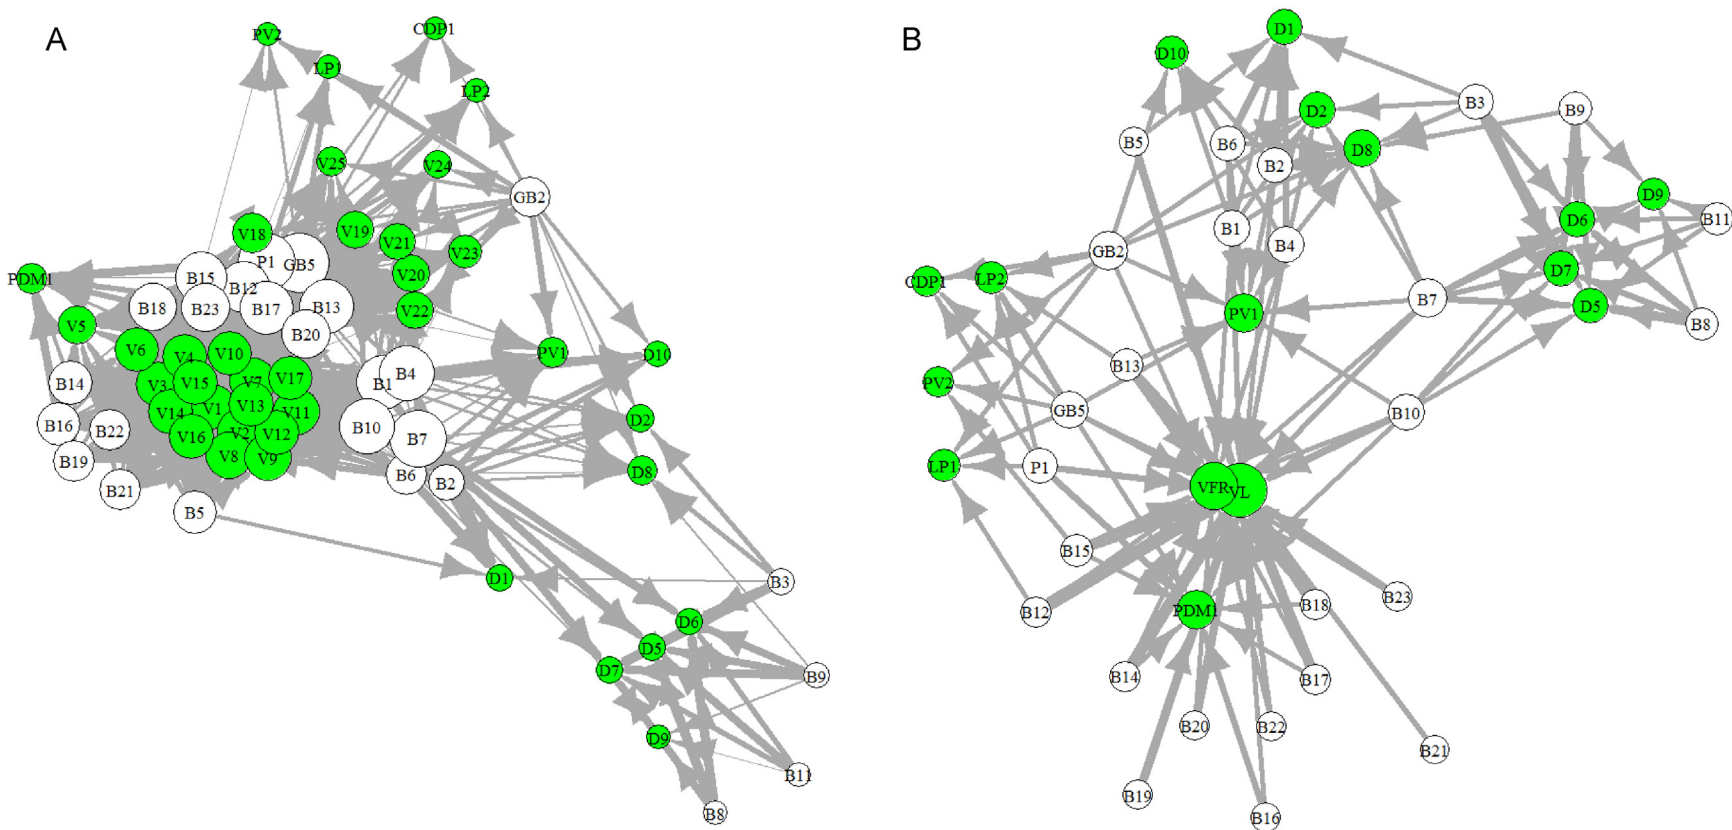 A
PV2
CDP1
LP1
LP2
V25
V24
GB2
V18
V19
V21
V23
P1
GB5
V20
PDM1
B15
B12
B18
B23
B17
B13
V22
V5
B20
V6
V4
V10
PV1
D10
B14
V3
V15
V7
V17
B1
B4
V14
V1
V13
V11
B16
B22
V16
V2
V12
B10
B7
D2
B19
V8
V9
B6
B2
D8
B21
B5
D1
B3
D6
D5
D7
B9
D9
B11
B8
B
D1
D10
D2
B3
B9
B5
B6
D8
B2
D9
B1
D6
B11
B4
GB2
CDP1
LP2
D7
B7
D5
PV1
B8
B13
PV2
GB5
B10
LP1
P1
VFR
VL
B15
B12
PDM1
B18
B23
B14
B17
B20
B22
B21
B19
B16